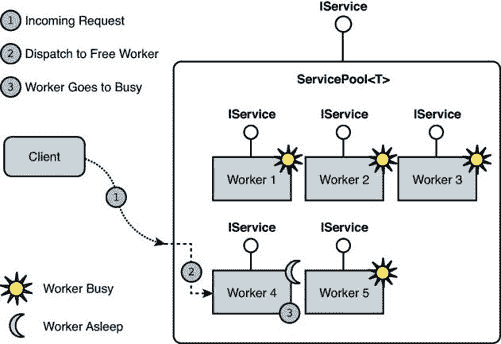 1 Incoming Request
2 Dispatch to Free Worker
3 Worker Goes to Busy
IService
ServicePool<T>
IService
IService
IService
Client
Worker 1
Worker 2
Worker 3
1
IService
IService
2
Worker 4
3
Worker 5
Worker Busy
Worker Asleep